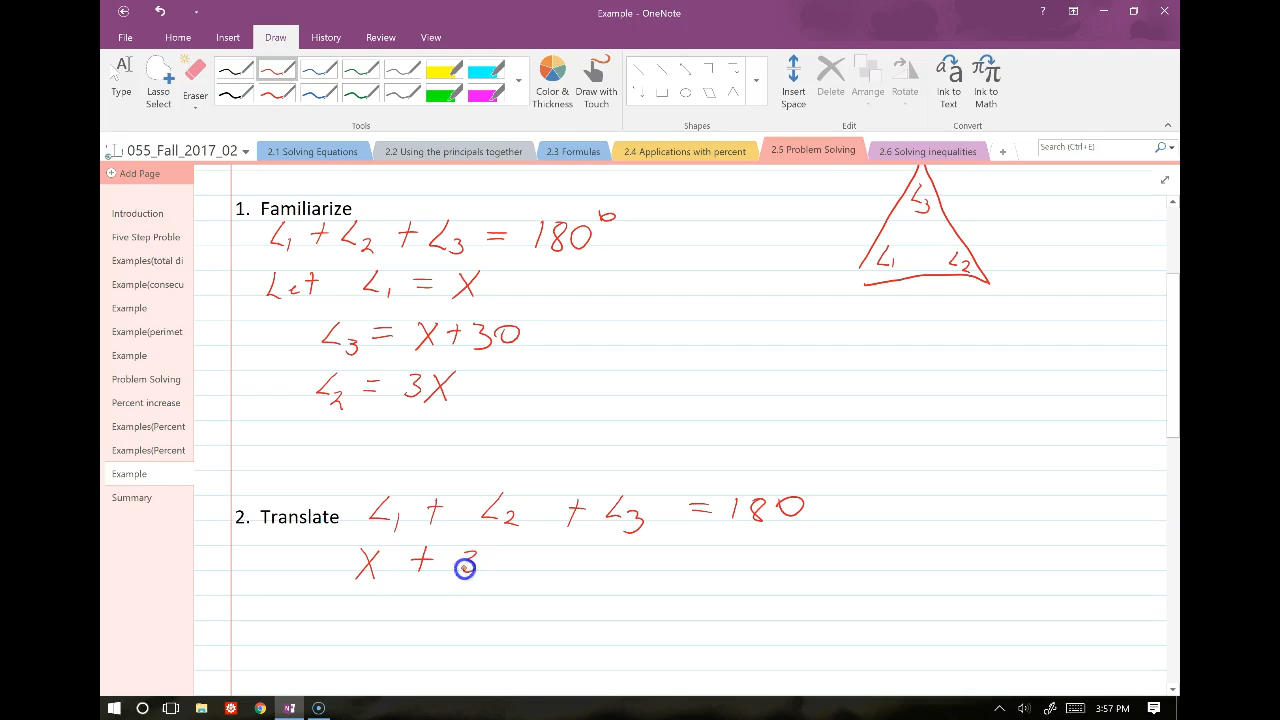 Example - OneNote
File Home Insert Draw History Review View
Type
Lasso Select
Eraser
Color & Thickness
Draw with Touch
Insert Space
Delete
Arrange
Rotate
Ink to Text
Ink to Math
Tools
Shapes
Edit
Convert
055_Fall_2017_02
2.1 Solving Equations
2.2 Using the principals together
2.3 Formulas
2.4 Applications with percent
2.5 Problem Solving
2.6 Solving inequalities
Search (Ctrl+E)
Add Page
Introduction
Five Step Proble
Examples(total di
Examples(consecu
Example
Example(perimet
Example
Problem Solving
Percent increase
Examples(Percent
Examples(Percent
Example
Summary
1. Familiarize
∠1 + ∠2 + ∠3 = 180°
Let ∠1 = X
∠3 = X + 30
∠2 = 3X
∠3
∠1 ∠2
2. Translate ∠1 + ∠2 + ∠3 = 180
X + 3
3:57 PM